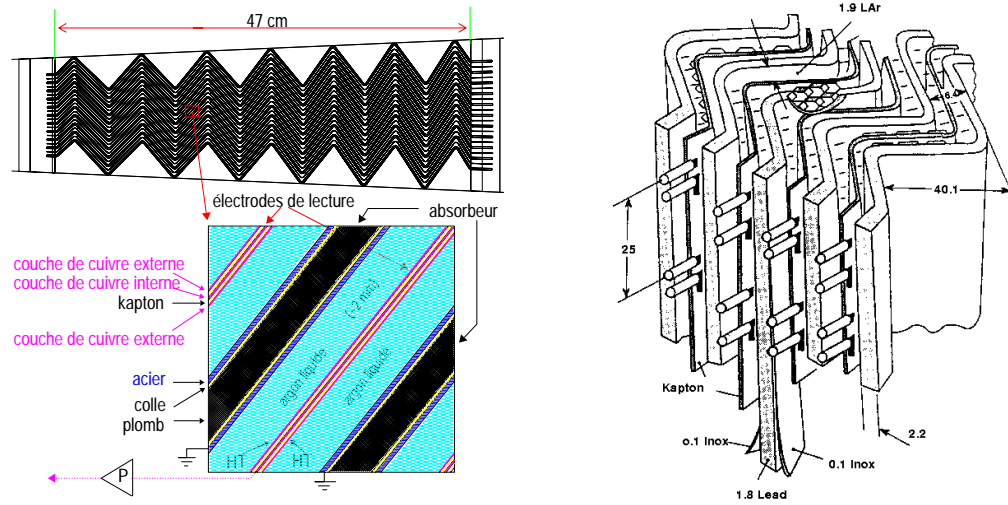 47 cm
électrodes de lecture
absorbeur
couche de cuivre externe
couche de cuivre interne
kapton
couche de cuivre externe
acier
colle
plomb
(~2 mm)
argon liquide
argon liquide
HT
HT
P
1.9 LAr
40.1
25
Kapton
2.2
0.1 Inox
0.1 Inox
1.8 Lead